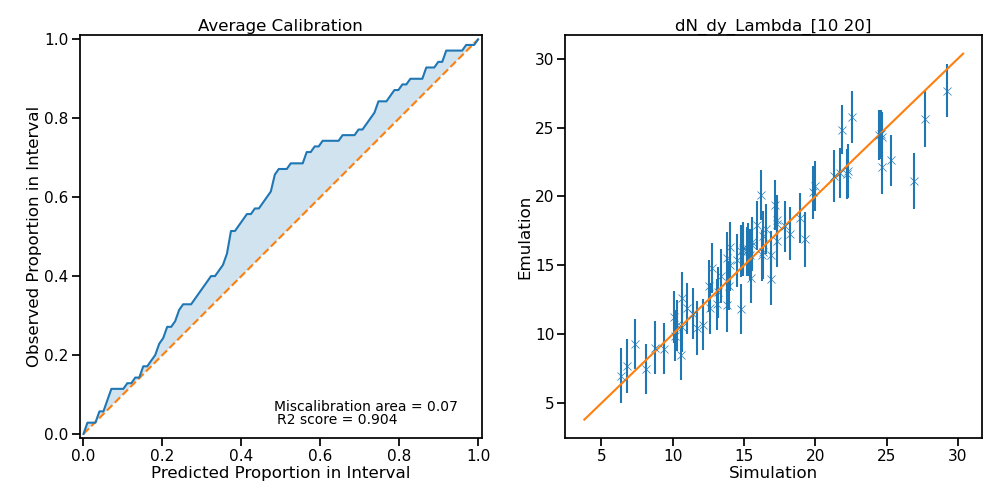 Average Calibration
1.0
0.8
0.6
0.4
0.2
0.0
Observed Proportion in Interval
Miscalibration area = 0.07
R2 score = 0.904
0.0 0.2 0.4 0.6 0.8 1.0
Predicted Proportion in Interval
dN_dy_Lambda_[10 20]
30
25
20
15
10
5
Emulation
5 10 15 20 25 30
Simulation